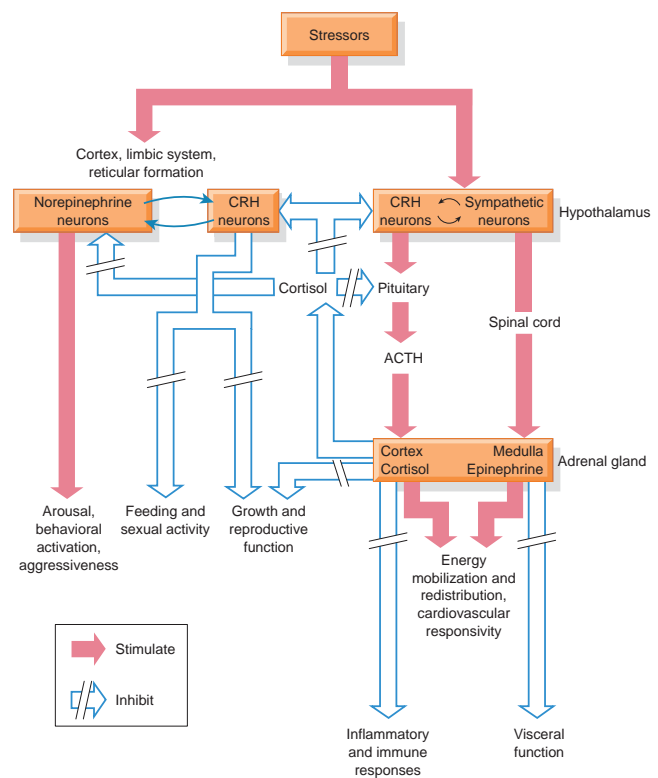 Stressors
Cortex, limbic system,
reticular formation
Norepinephrine
neurons
CRH
neurons
CRH
neurons
Sympathetic
neurons
Hypothalamus
Cortisol
Pituitary
Spinal cord
ACTH
Cortex
Cortisol
Medulla
Epinephrine
Adrenal gland
Arousal,
behavioral
activation,
aggressiveness
Feeding and
sexual activity
Growth and
reproductive
function
Energy
mobilization and
redistribution,
cardiovascular
responsivity
Stimulate
Inhibit
Inflammatory
and immune
responses
Visceral
function